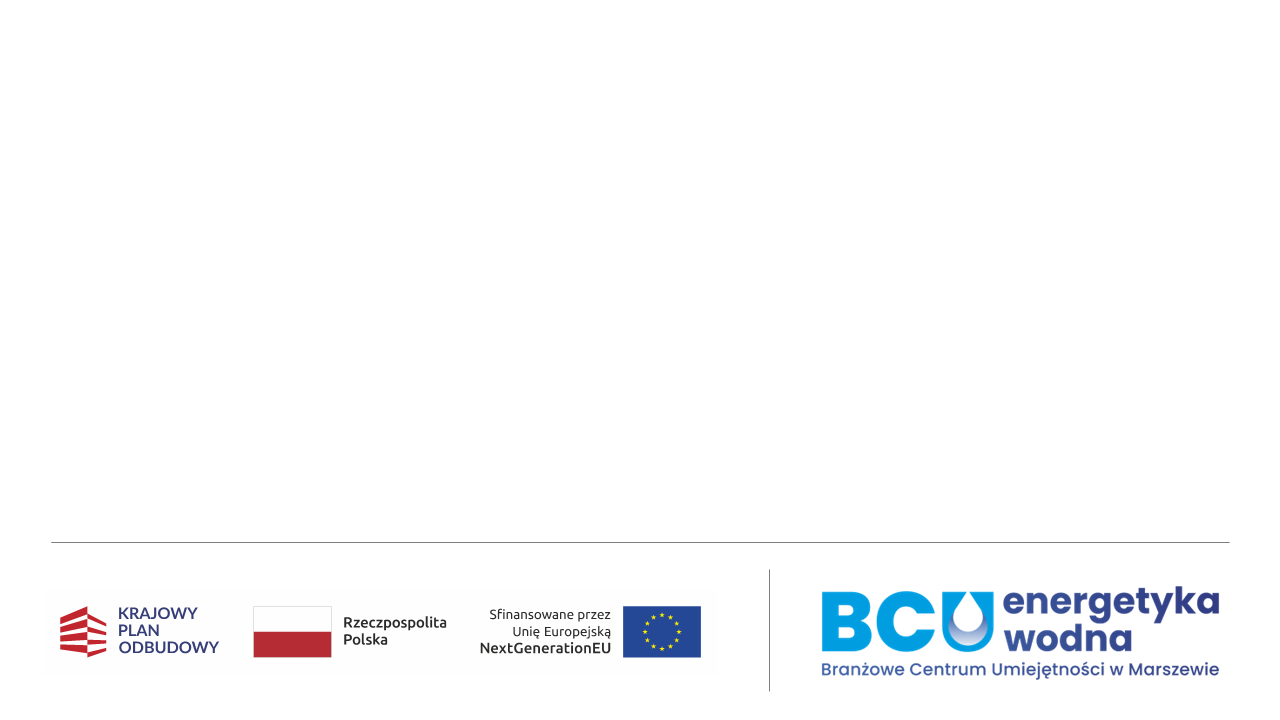 KRAJOWY
PLAN
ODBUDOWY
Rzeczpospolita
Polska
Sfinansowane przez
Unię Europejską
NextGenerationEU
BCU energetyka
wodna
Branżowe Centrum Umiejętności w Marszewie